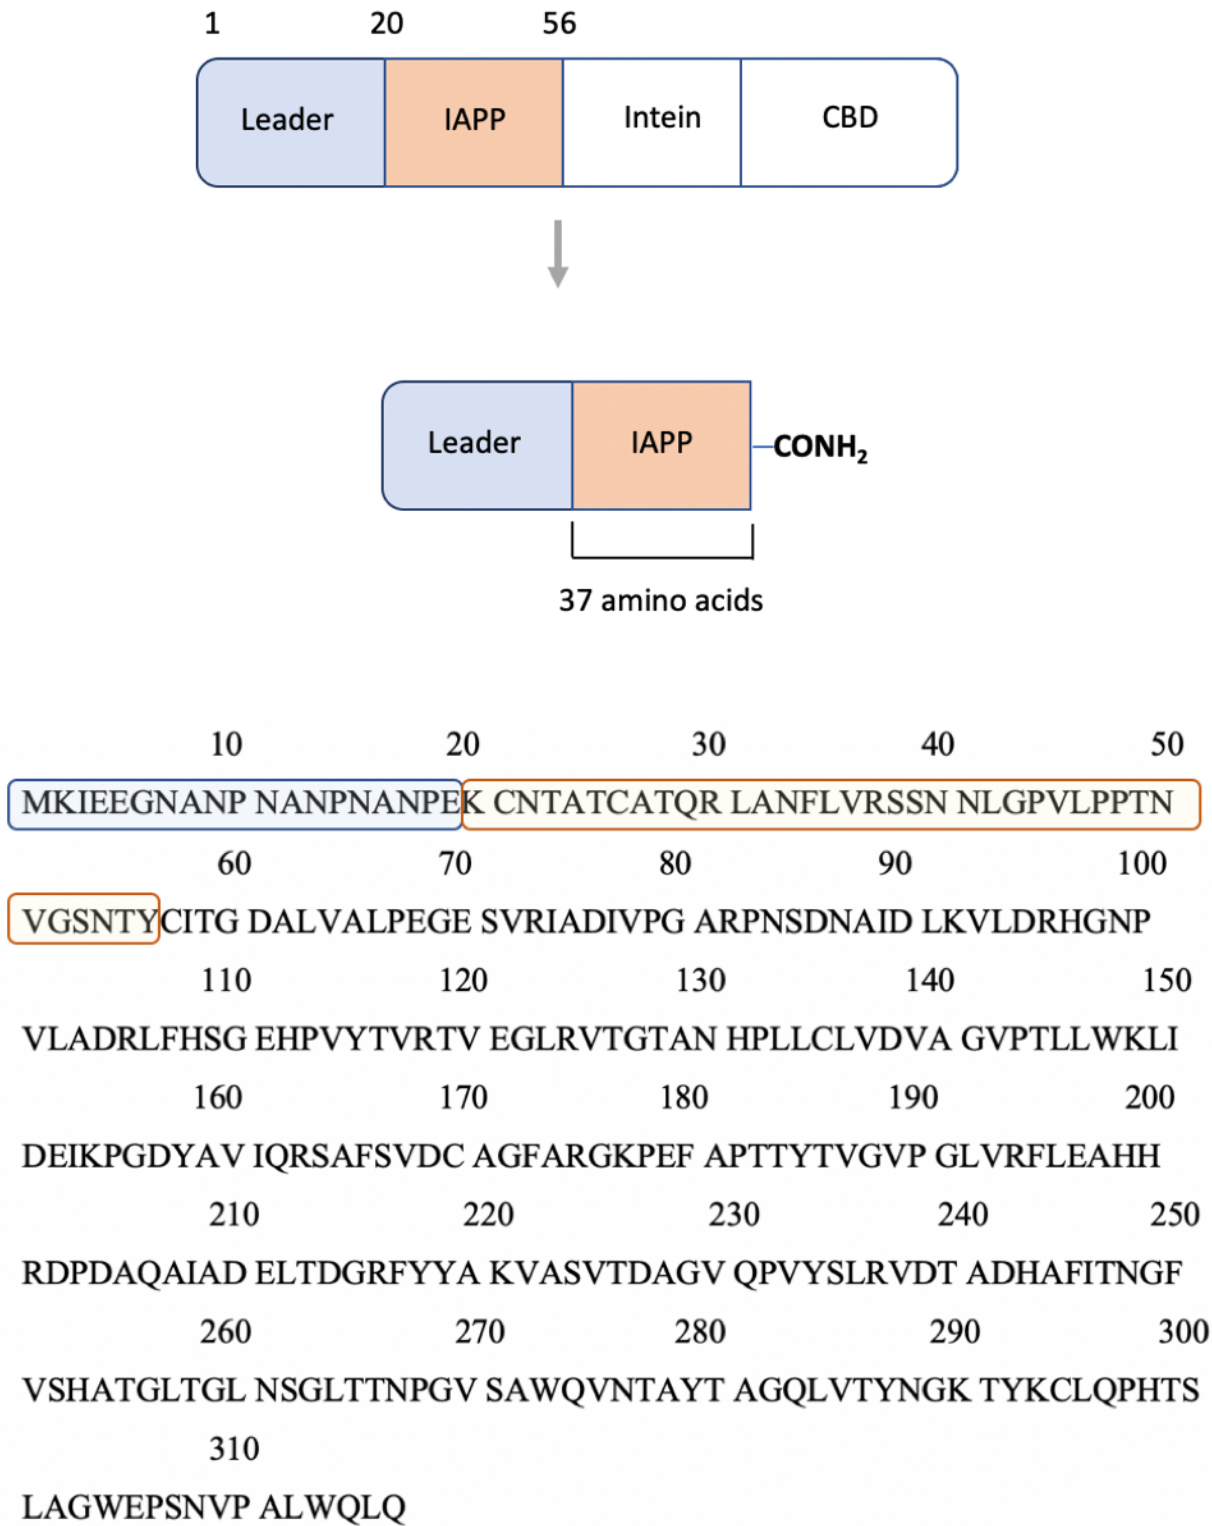 1 20 56
Leader IAPP Intein CBD
Leader IAPP CONH₂
37 amino acids
10 20 30 40 50
MKIEEGNANP NANPNANPEK CNTATCATQR LANFLVRSSN NLGPVLPPTN
60 70 80 90 100
VGSNTYCITG DALVALPEGE SVRIADIVPG ARPNSDNAID LKVLDRHGNP
110 120 130 140 150
VLADRLFHSG EHPVYTVRTV EGLRVTGTAN HPLLCLVDVA GVPTLLWKLI
160 170 180 190 200
DEIKPGDYAV IQRSAFSVDC AGFARGKPEF APTTYTVGVP GLVRFLEAHH
210 220 230 240 250
RDPDAQAIAD ELTDGRFYYA KVASVTDAGV QPVYSLRVDT ADHAFITNGF
260 270 280 290 300
VSHATGLTGL NSGLTTNPGV SAWQVNTAYT AGQLVTYNGK TYKCLQPHTS
310
LAGWEPSNVP ALWQLQ